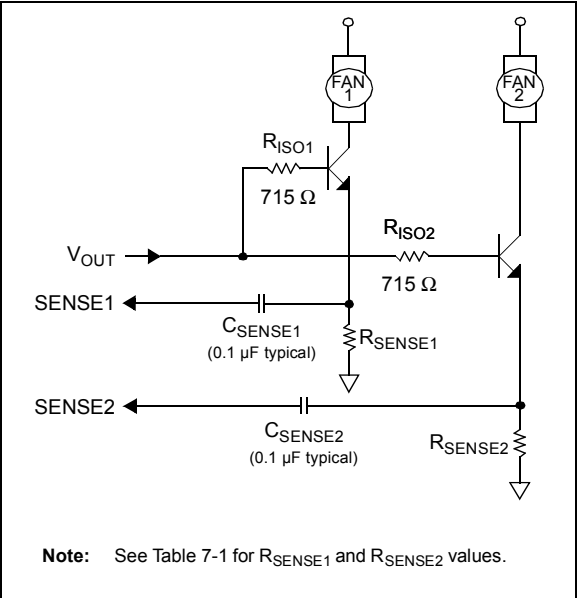 FAN
1
FAN
2
RISO1
715 Ω
RISO2
715 Ω
VOUT
SENSE1
CSENSE1
(0.1 µF typical)
RSENSE1
SENSE2
CSENSE2
(0.1 µF typical)
RSENSE2
Note: See Table 7-1 for RSENSE1 and RSENSE2 values.